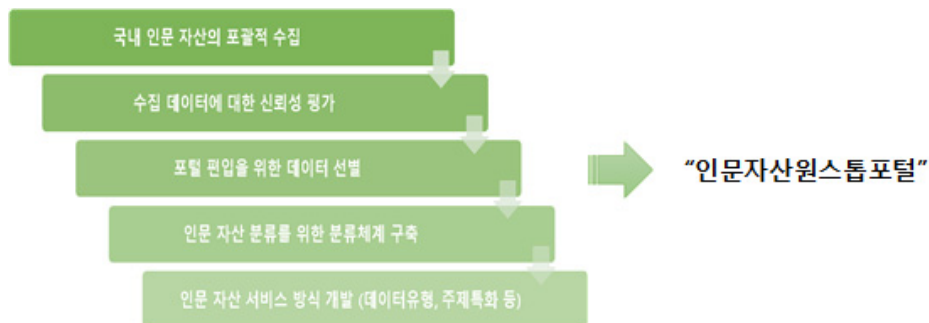 국내 인문 자산의 포괄적 수집
수집 데이터에 대한 신뢰성 평가
포털 편입을 위한 데이터 선별
인문 자산 분류를 위한 분류체계 구축
인문 자산 서비스 방식 개발 (데이터유형, 주제특화 등)
“인문자산원스톱포털”